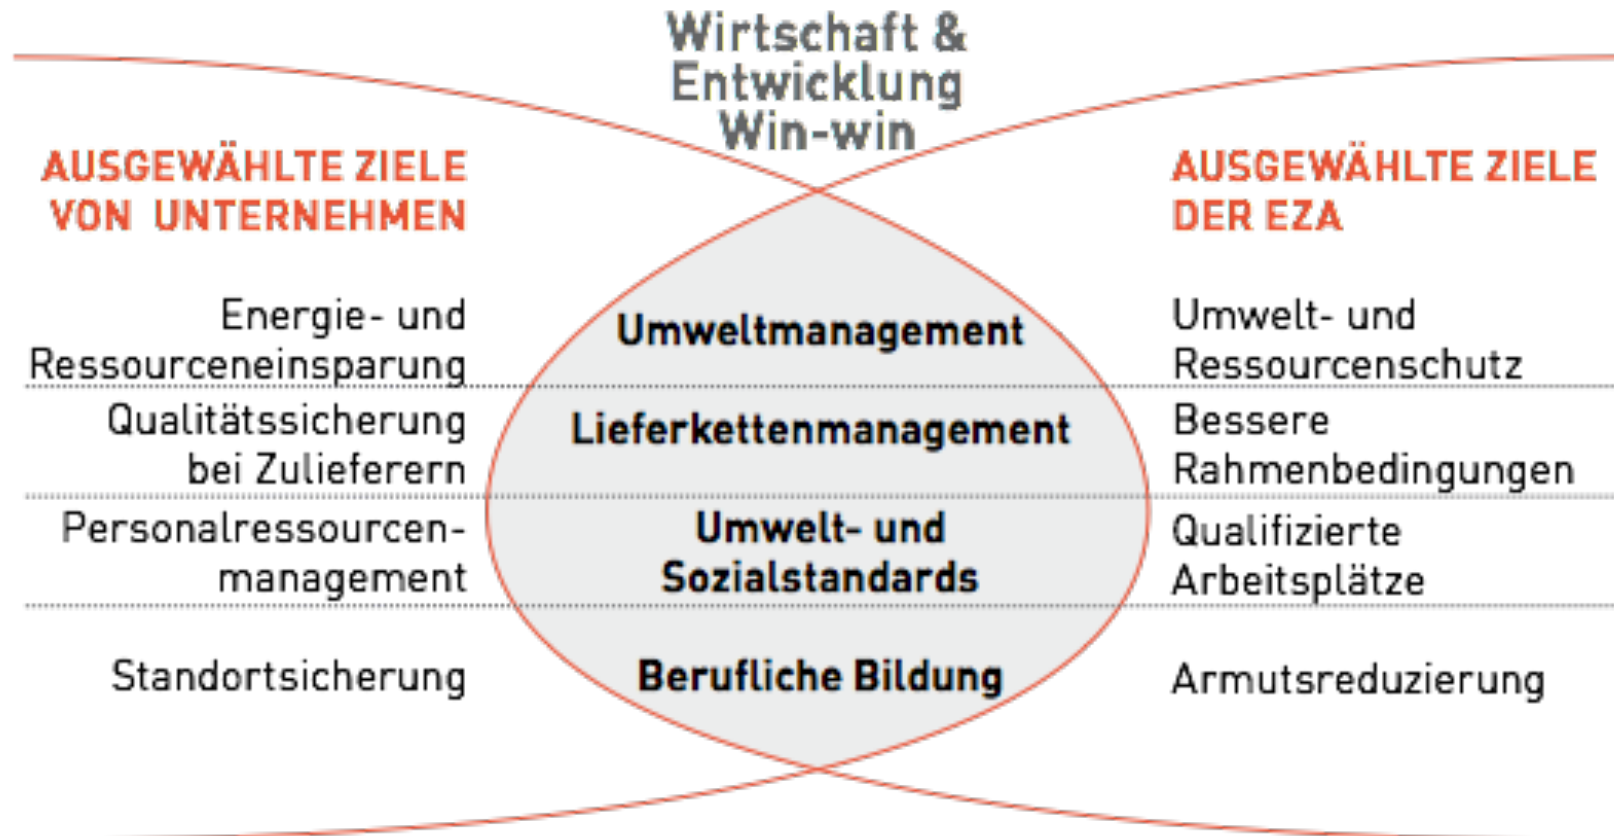 Wirtschaft &
Entwicklung
Win-win
AUSGEWÄHLTE ZIELE
VON UNTERNEHMEN
AUSGEWÄHLTE ZIELE
DER EZA
Energie- und
Ressourceneinsparung
Umweltmanagement
Umwelt- und
Ressourcenschutz
Qualitätssicherung
bei Zulieferern
Lieferkettenmanagement
Bessere
Rahmenbedingungen
Personalressourcen-
management
Umwelt- und
Sozialstandards
Qualifizierte
Arbeitsplätze
Standortsicherung
Berufliche Bildung
Armutsreduzierung